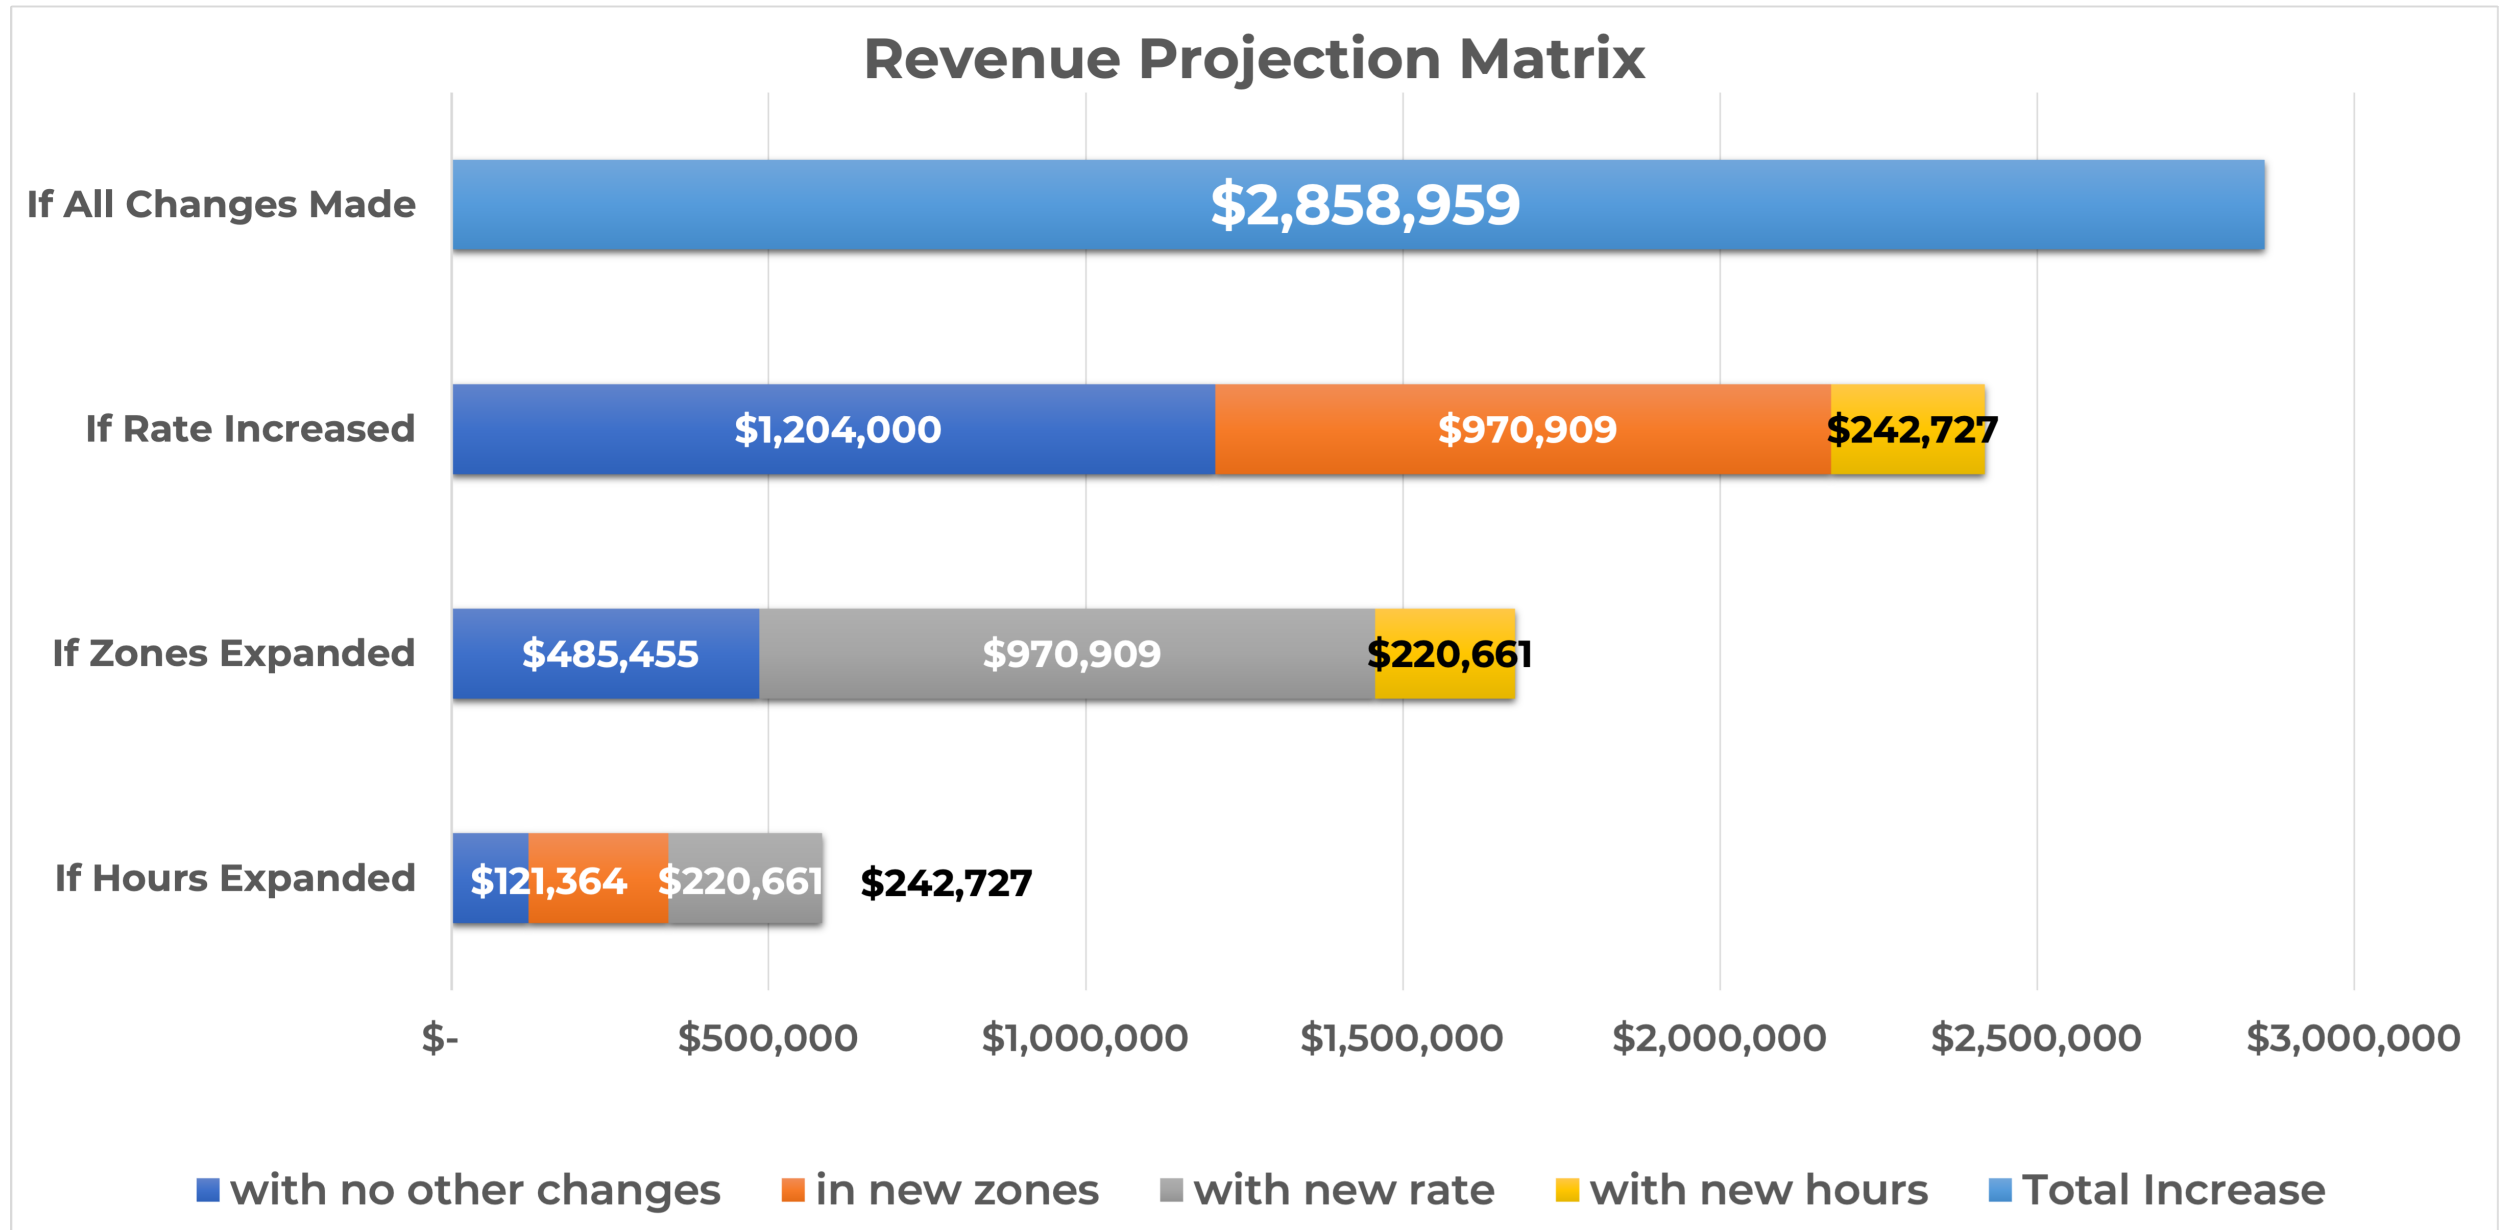 Revenue Projection Matrix
If All Changes Made
$2,858,959
If Rate Increased
$1,204,000 $970,909 $242,727
If Zones Expanded
$485,455 $970,909 $220,661
If Hours Expanded
$121,364 $220,661 $242,727
$- $500,000 $1,000,000 $1,500,000 $2,000,000 $2,500,000 $3,000,000
with no other changes in new zones with new rate with new hours Total Increase